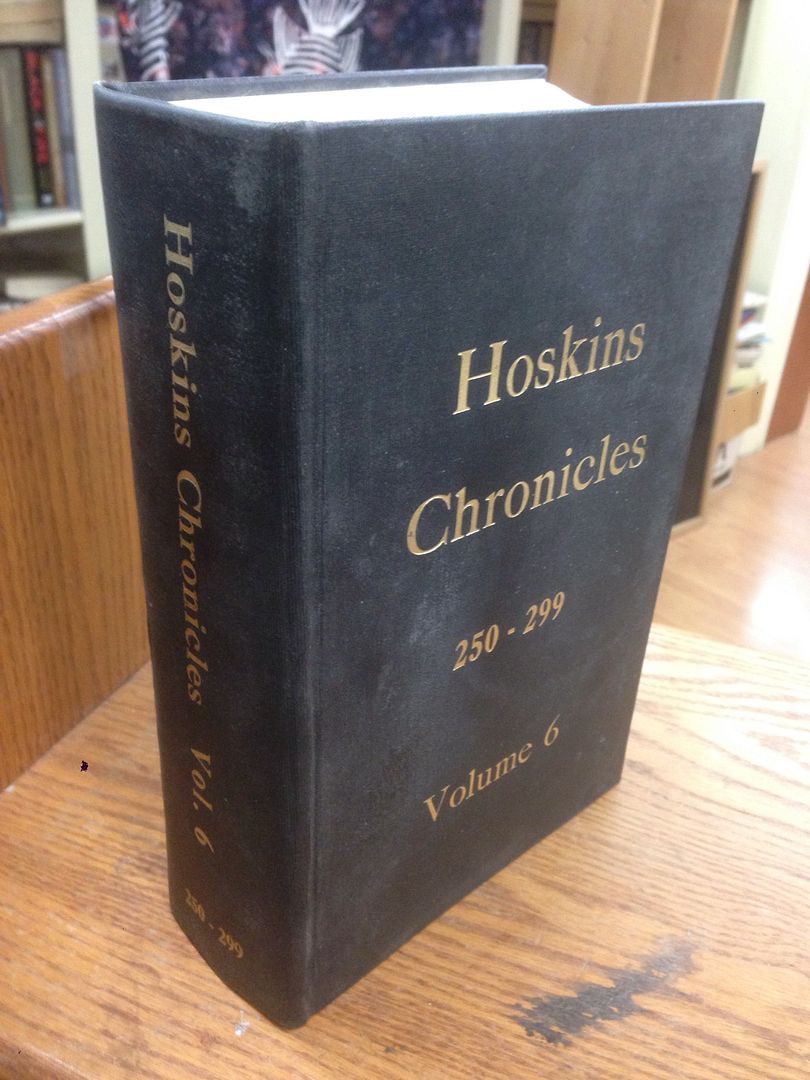 Hoskins Chronicles Vol. 6
250 - 299
Hoskins
Chronicles
250 - 299
Volume 6